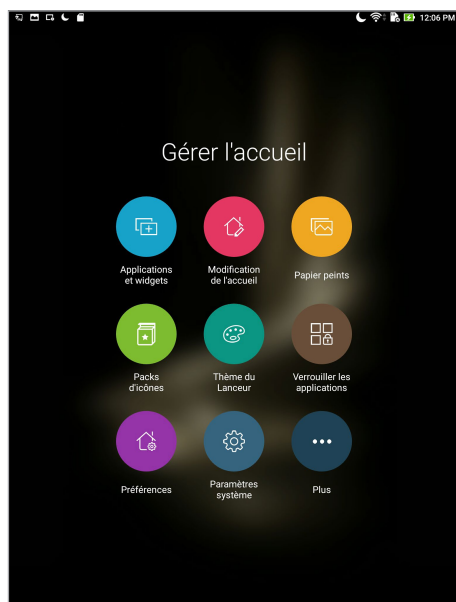 12:06 PM
Gérer l'accueil
Applications
et widgets
Modification
de l'accueil
Papier peints
Packs
d'icônes
Thème du
Lanceur
Verrouiller les
applications
Préférences
Paramètres
système
Plus